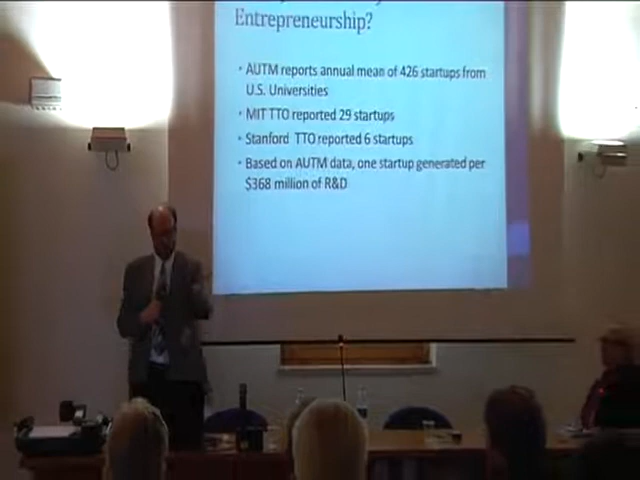 Entrepreneurship?
• AUTM reports annual mean of 426 startups from
U.S. Universities
• MIT TTO reported 29 startups
• Stanford TTO reported 6 startups
• Based on AUTM data, one startup generated per
$368 million of R&D